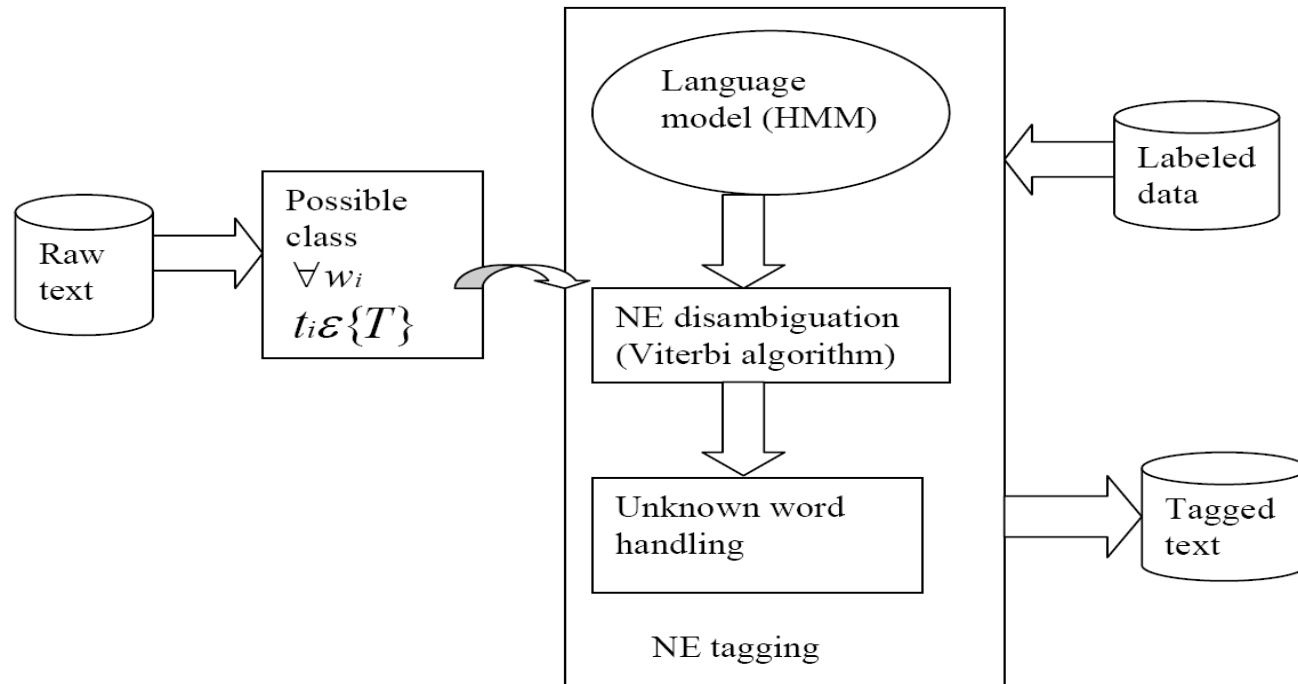 Raw
text
Possible
class
∀wᵢ
tᵢε{T}
Language
model (HMM)
NE disambiguation
(Viterbi algorithm)
Unknown word
handling
NE tagging
Labeled
data
Tagged
text